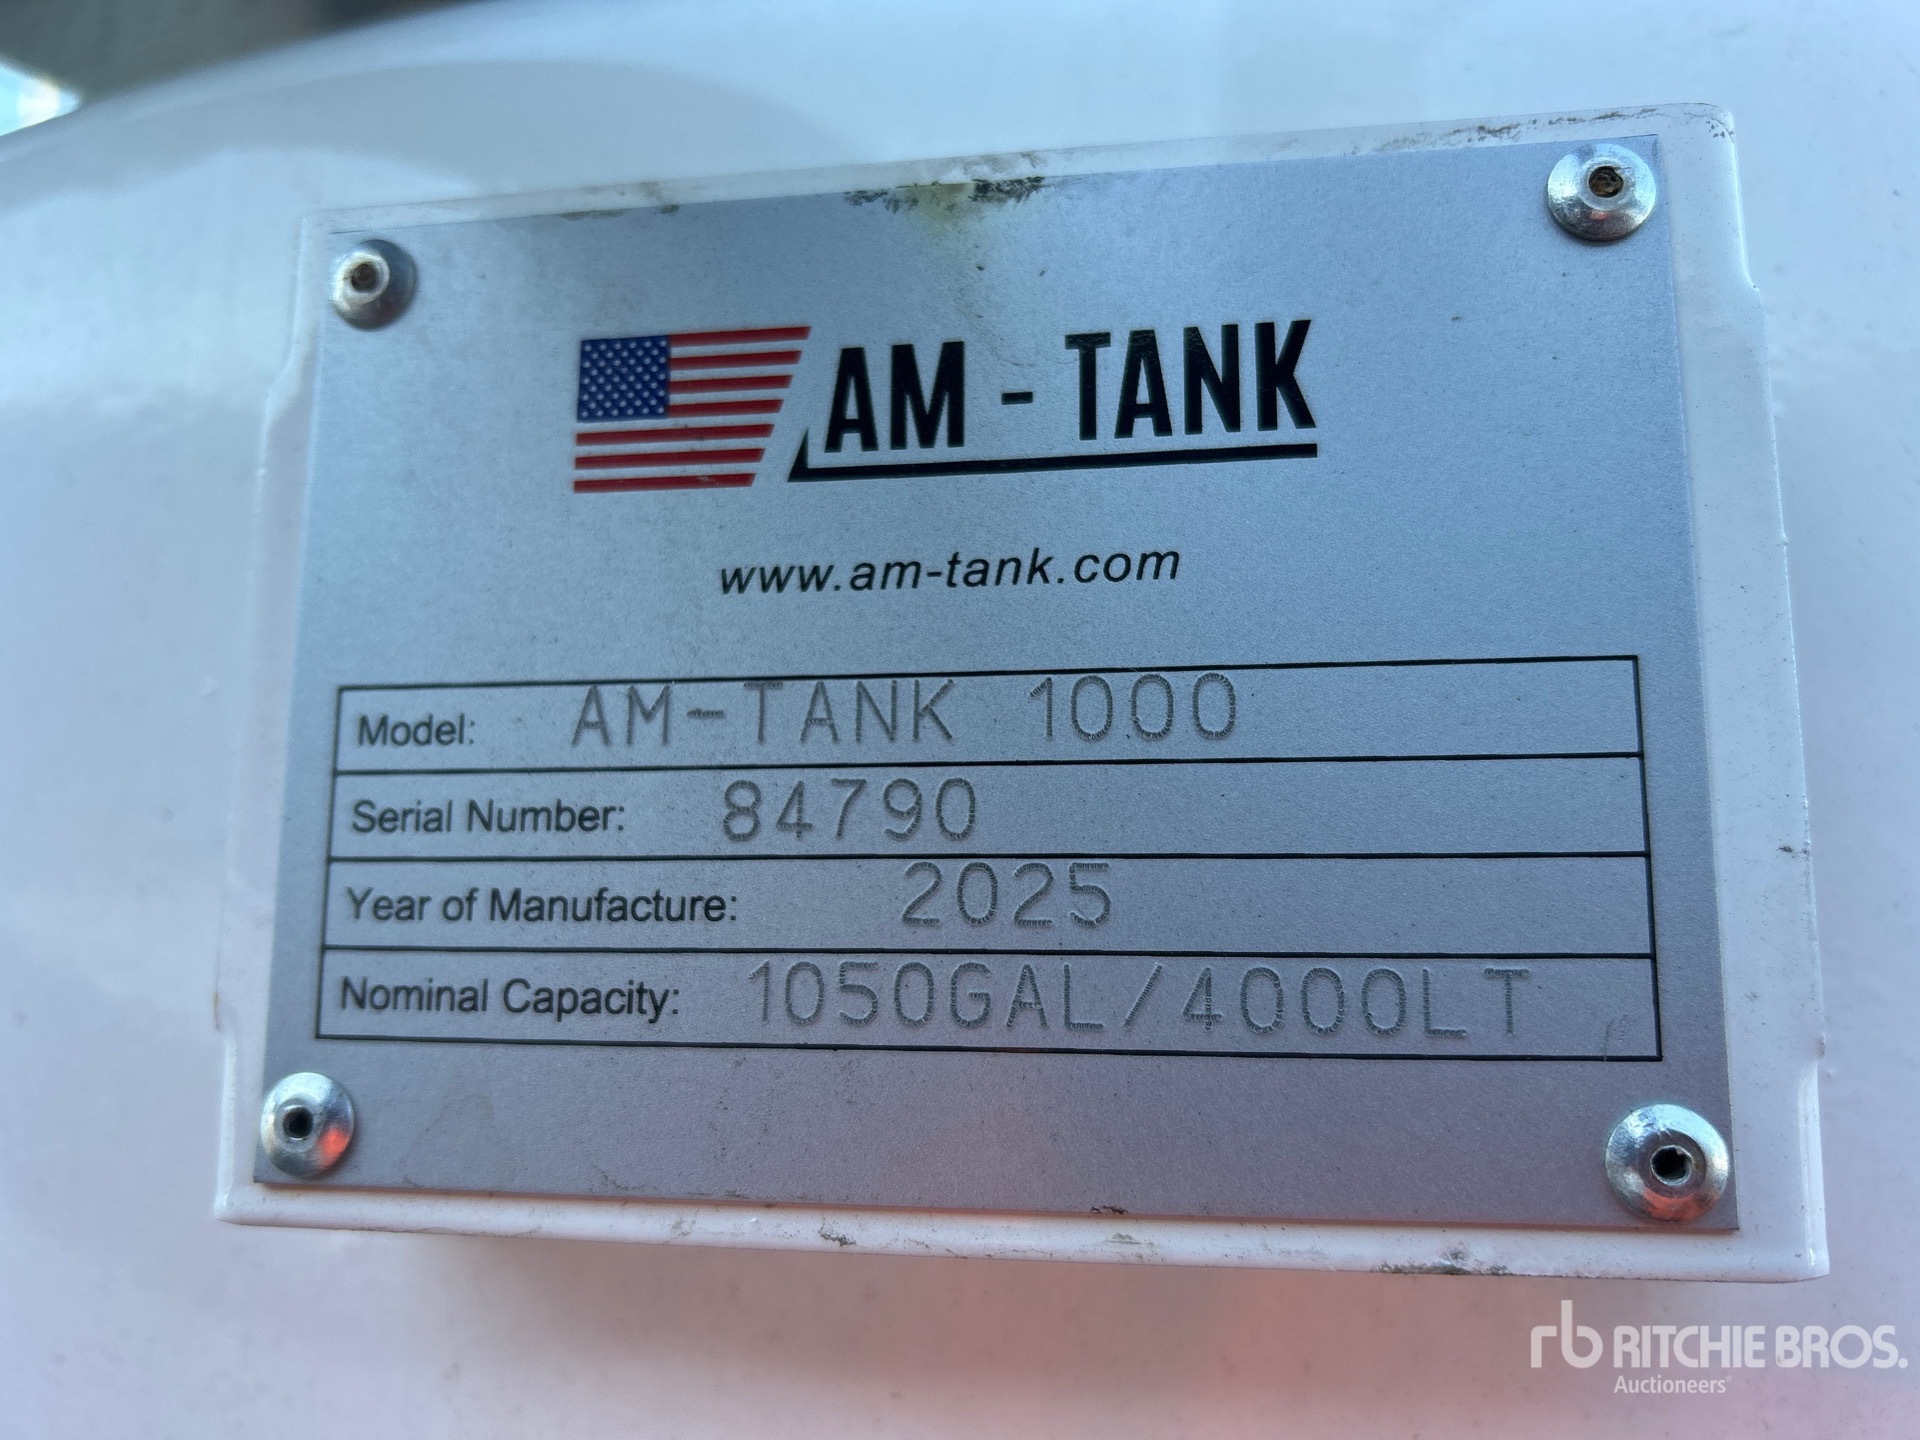 AM - TANK
www.am-tank.com
Model: AM-TANK 1000
Serial Number: 84790
Year of Manufacture: 2025
Nominal Capacity: 1050GAL/4000LT
rb RITCHIE BROS.
Auctioneers